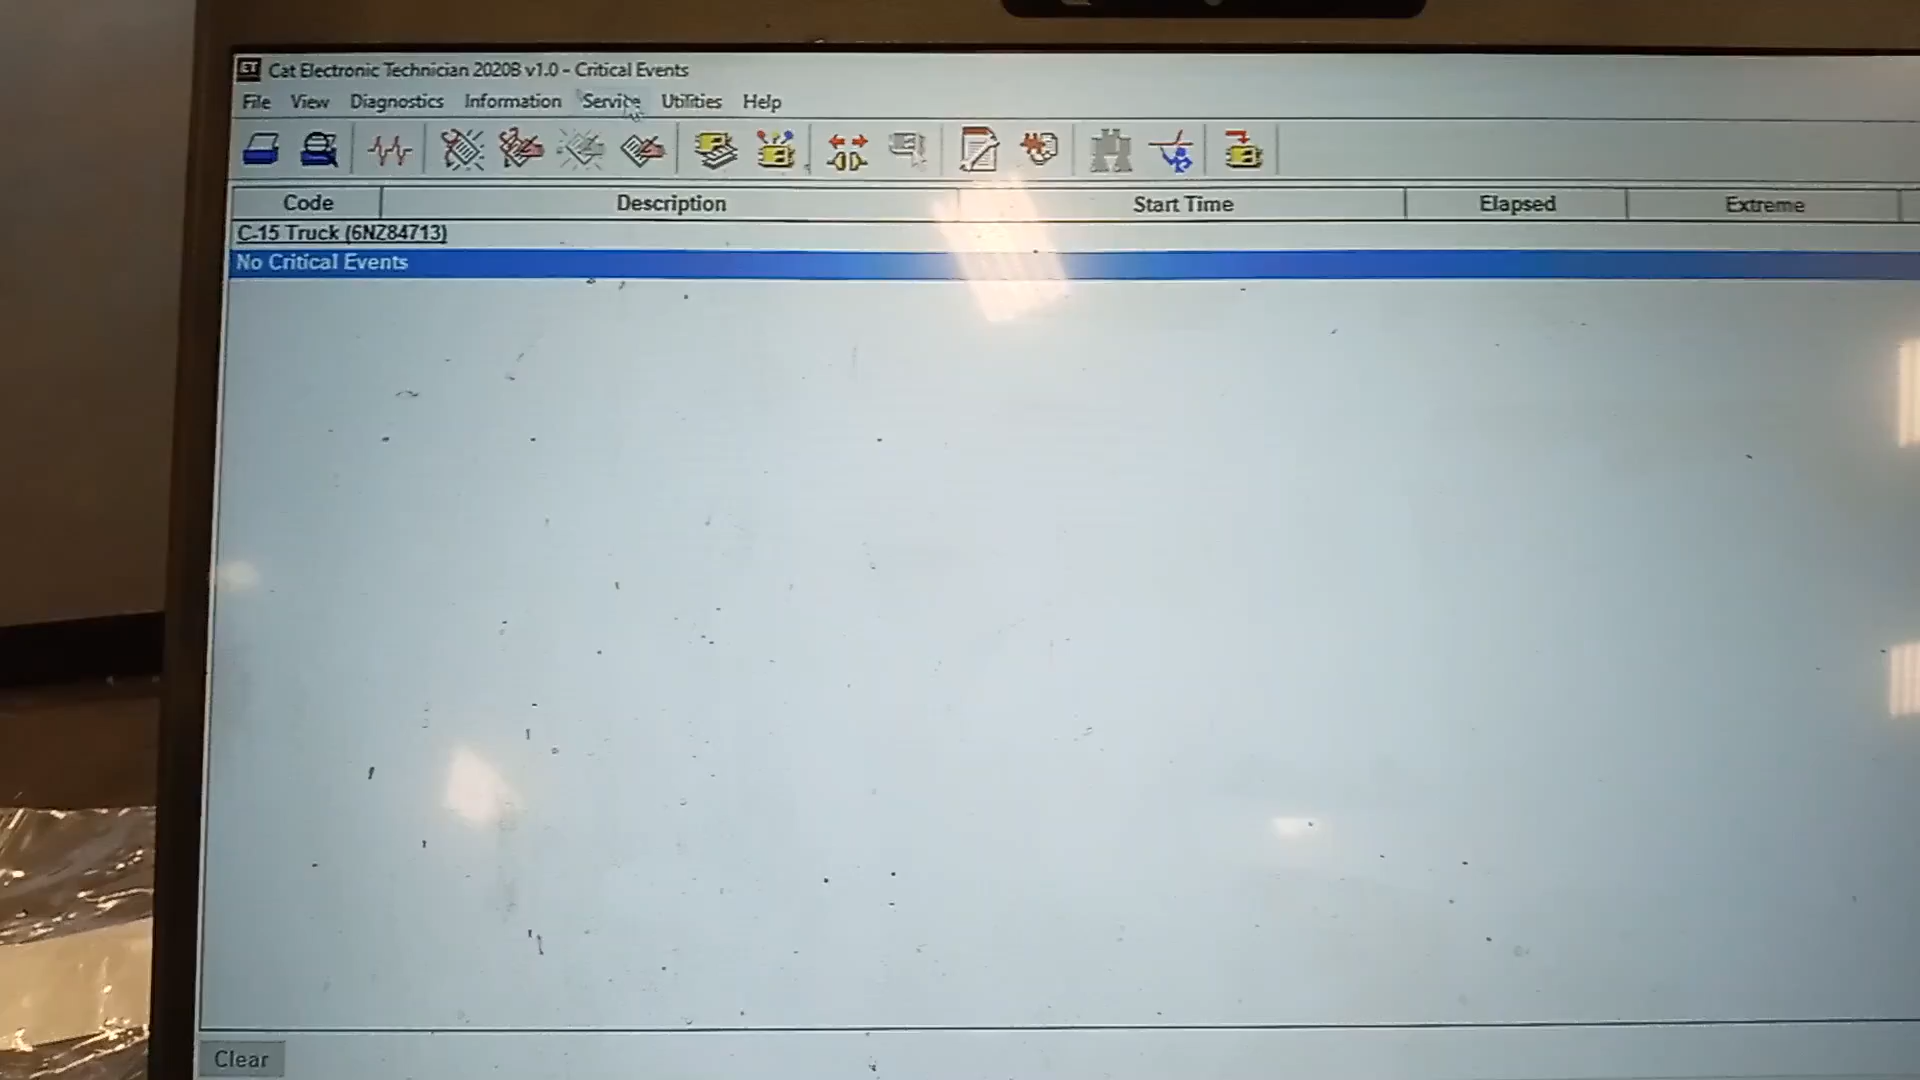 ET Cat Electronic Technician 2020B v1.0 - Critical Events
File View Diagnostics Information Service Utilities Help
Code Description Start Time Elapsed Extreme
C-15 Truck (6NZ84713)
No Critical Events
Clear